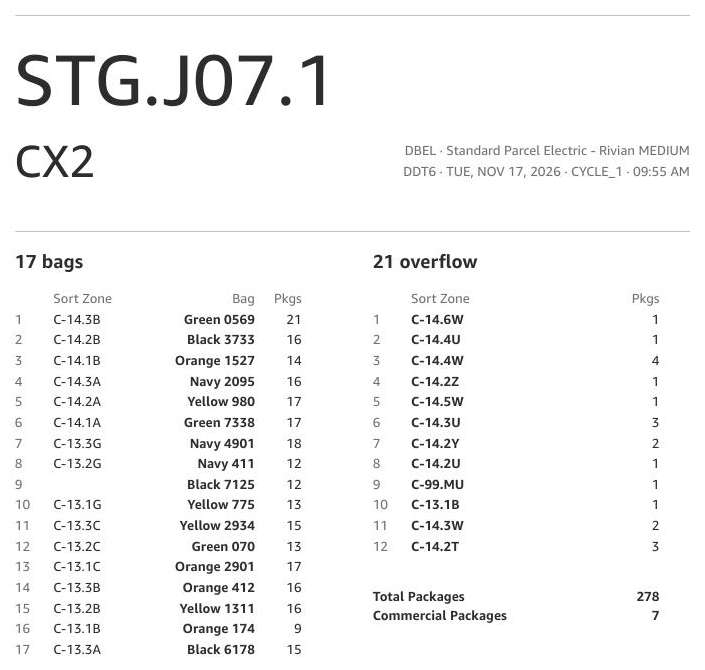 STG.J07.1
CX2
DBEL · Standard Parcel Electric - Rivian MEDIUM
DDT6 · TUE, NOV 17, 2026 · CYCLE_1 · 09:55 AM
17 bags
Sort Zone Bag Pkgs
1 C-14.3B Green 0569 21
2 C-14.2B Black 3733 16
3 C-14.1B Orange 1527 14
4 C-14.3A Navy 2095 16
5 C-14.2A Yellow 980 17
6 C-14.1A Green 7338 17
7 C-13.3G Navy 4901 18
8 C-13.2G Navy 411 12
9 Black 7125 12
10 C-13.1G Yellow 775 13
11 C-13.3C Yellow 2934 15
12 C-13.2C Green 070 13
13 C-13.1C Orange 2901 17
14 C-13.3B Orange 412 16
15 C-13.2B Yellow 1311 16
16 C-13.1B Orange 174 9
17 C-13.3A Black 6178 15
21 overflow
Sort Zone Pkgs
1 C-14.6W 1
2 C-14.4U 1
3 C-14.4W 4
4 C-14.2Z 1
5 C-14.5W 1
6 C-14.3U 3
7 C-14.2Y 2
8 C-14.2U 1
9 C-99.MU 1
10 C-13.1B 1
11 C-14.3W 2
12 C-14.2T 3
Total Packages 278
Commercial Packages 7